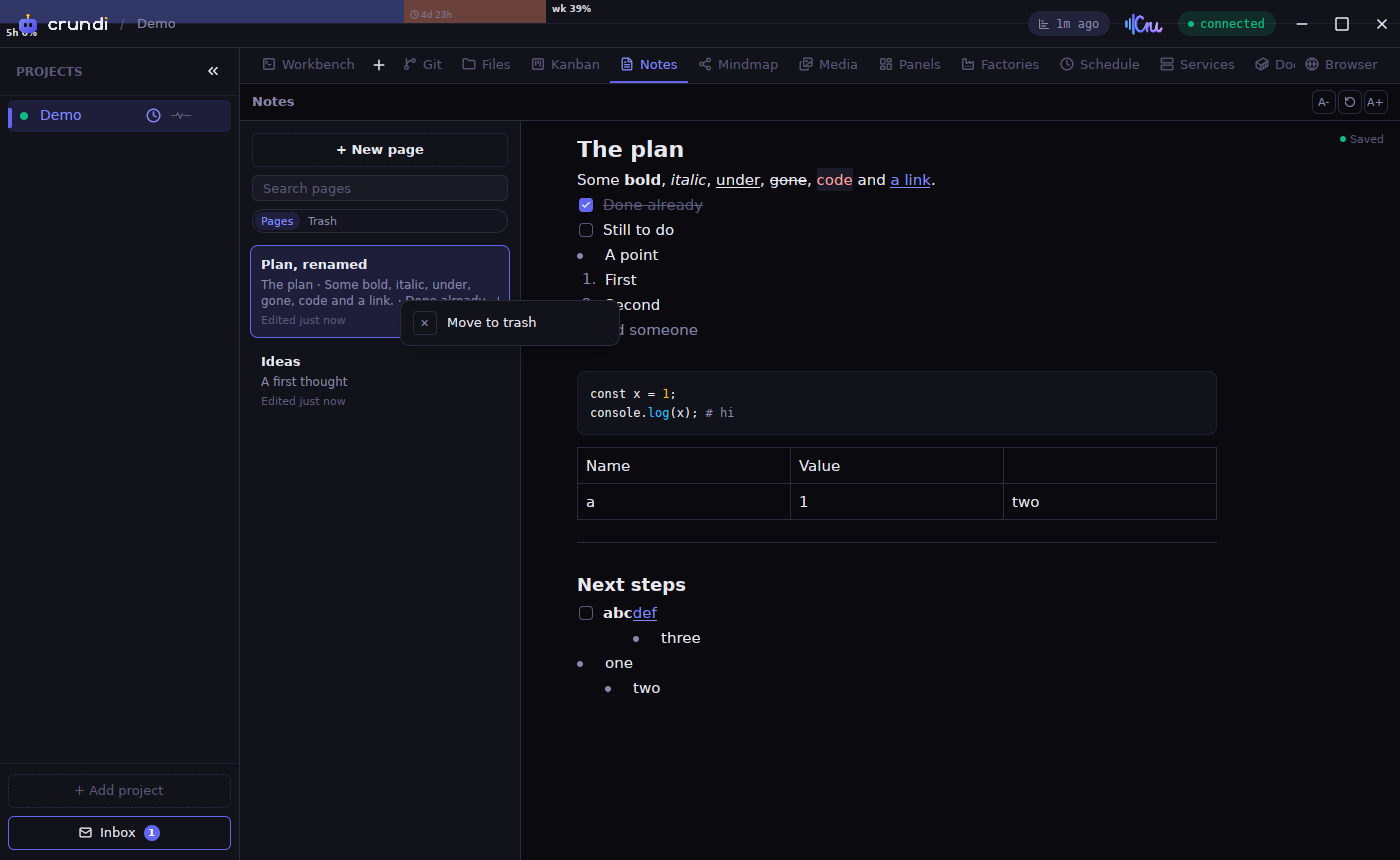 4d 23h
wk 39%
crundi / Demo
1m ago
Cru
connected
PROJECTS
Demo
Workbench
Git
Files
Kanban
Notes
Mindmap
Media
Panels
Factories
Schedule
Services
Browser
Notes
A-
A+
+ New page
Search pages
Pages
Trash
Plan, renamed
The plan · Some bold, italic, under,
gone, code and a link. · Done already
Edited just now
Move to trash
Ideas
A first thought
Edited just now
Saved
The plan
Some bold, italic, under, gone, code and a link.
Done already
Still to do
A point
1. First
Second
someone
const x = 1;
console.log(x); # hi
Name Value
a 1 two
Next steps
abcdef
three
one
two
+ Add project
Inbox 1